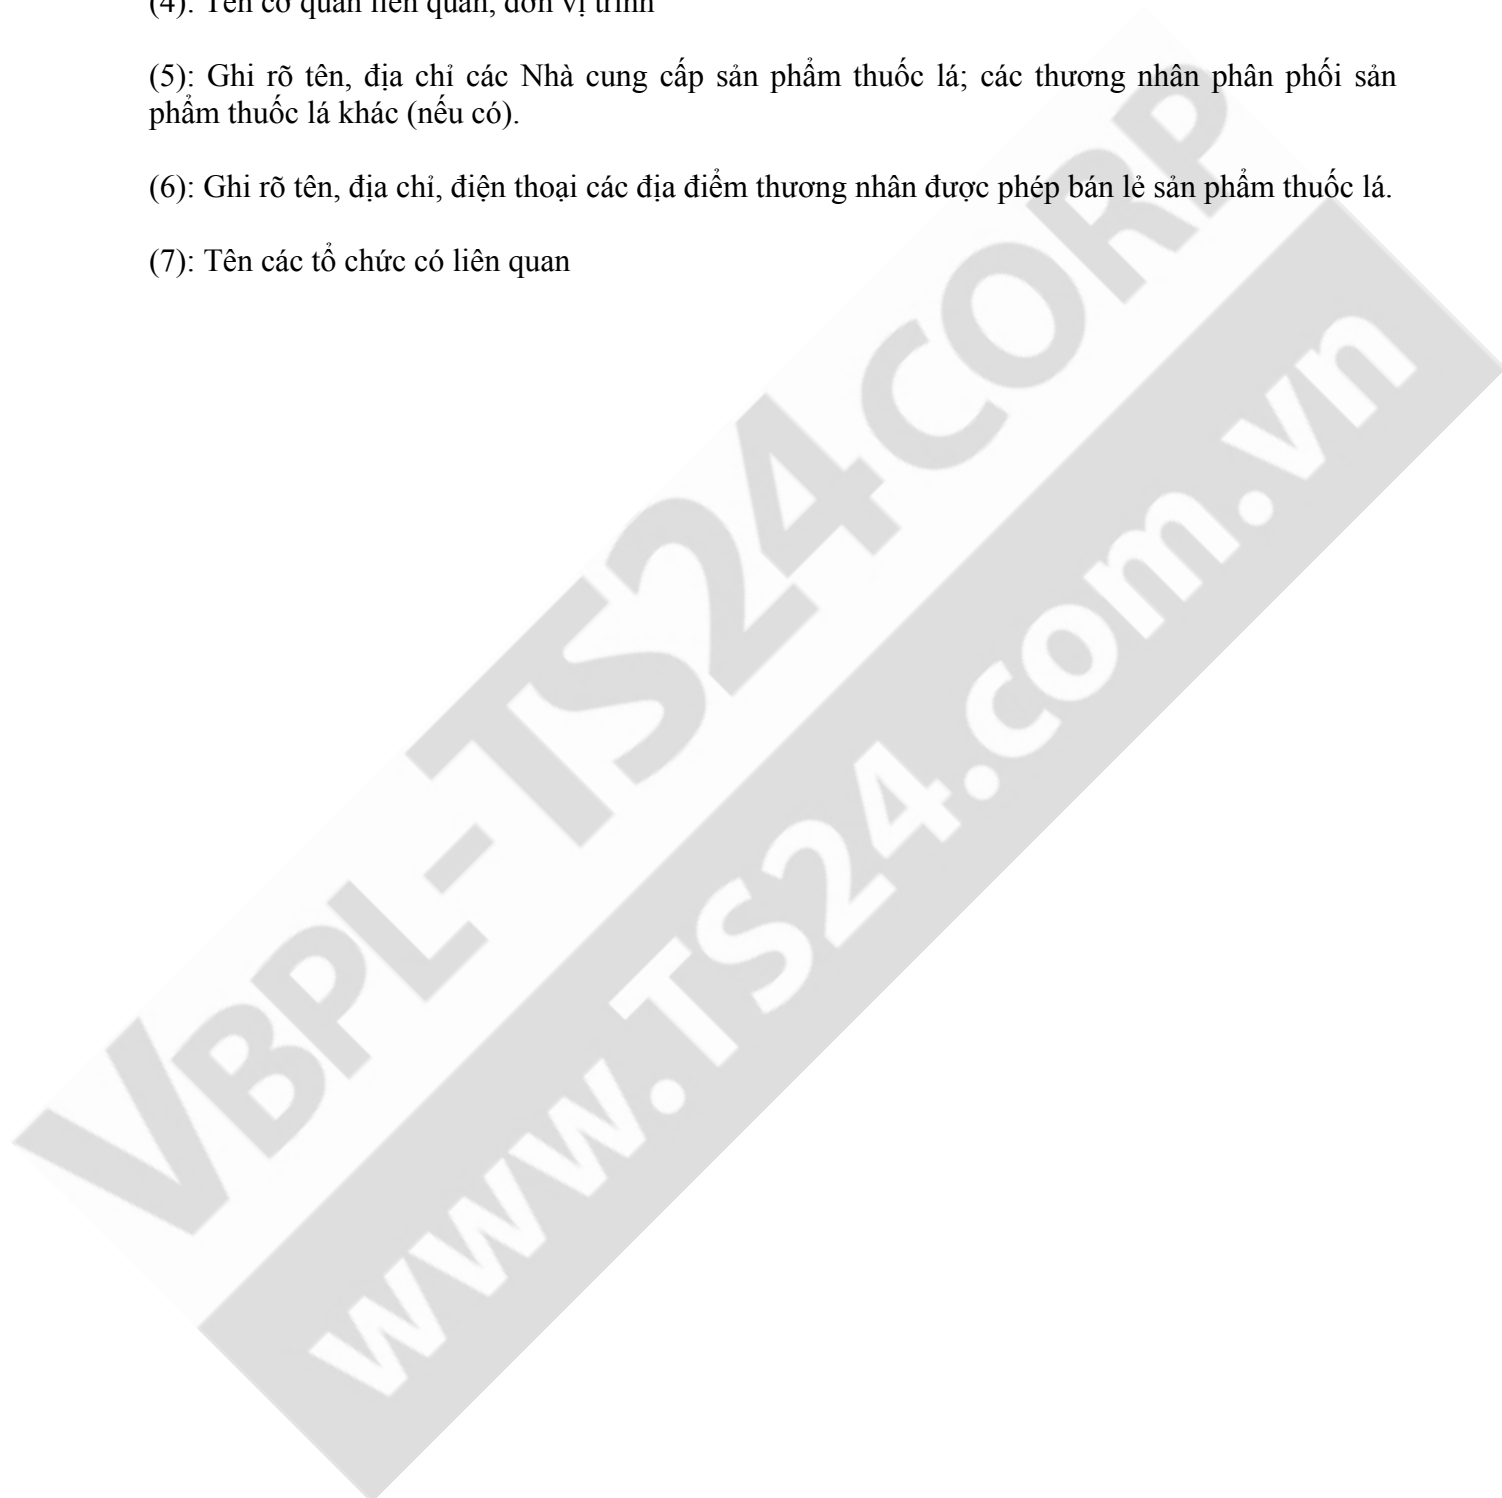 (4): Tên cơ quan liên quan, đơn vị trình
(5): Ghi rõ tên, địa chỉ các Nhà cung cấp sản phẩm thuốc lá; các thương nhân phân phối sản
phẩm thuốc lá khác (nếu có).
(6): Ghi rõ tên, địa chỉ, điện thoại các địa điểm thương nhân được phép bán lẻ sản phẩm thuốc lá.
(7): Tên các tổ chức có liên quan
VBPL-TS24CORP
www.TS24.com.vn